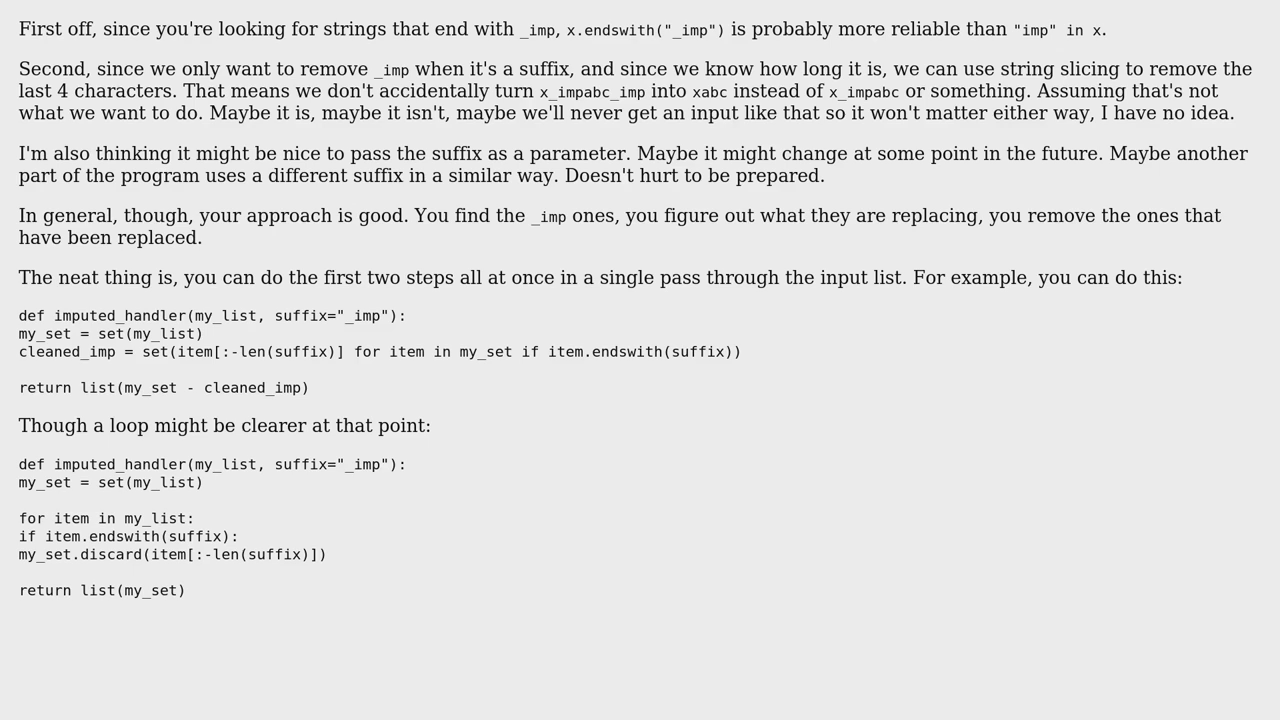 First off, since you're looking for strings that end with _imp, x.endswith("_imp") is probably more reliable than "imp" in x.
Second, since we only want to remove _imp when it's a suffix, and since we know how long it is, we can use string slicing to remove the
last 4 characters. That means we don't accidentally turn x_impabc_imp into xabc instead of x_impabc or something. Assuming that's not
what we want to do. Maybe it is, maybe it isn't, maybe we'll never get an input like that so it won't matter either way, I have no idea.
I'm also thinking it might be nice to pass the suffix as a parameter. Maybe it might change at some point in the future. Maybe another
part of the program uses a different suffix in a similar way. Doesn't hurt to be prepared.
In general, though, your approach is good. You find the _imp ones, you figure out what they are replacing, you remove the ones that
have been replaced.
The neat thing is, you can do the first two steps all at once in a single pass through the input list. For example, you can do this:
def imputed_handler(my_list, suffix="_imp"):
my_set = set(my_list)
cleaned_imp = set(item[:-len(suffix)] for item in my_set if item.endswith(suffix))
return list(my_set - cleaned_imp)
Though a loop might be clearer at that point:
def imputed_handler(my_list, suffix="_imp"):
my_set = set(my_list)
for item in my_list:
if item.endswith(suffix):
my_set.discard(item[:-len(suffix)])
return list(my_set)